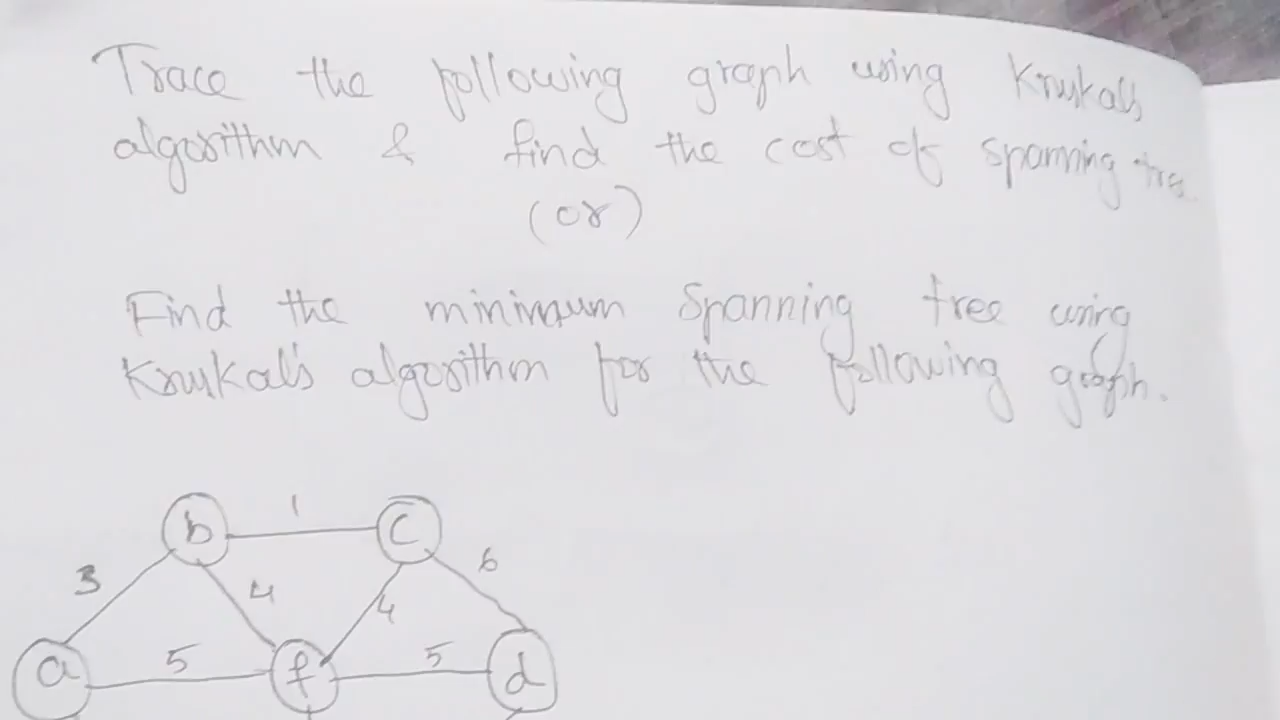 Trace the following graph using Kruskal's
algorithm & find the cost of spanning tree.
(or)
Find the minimum Spanning tree using
Kruskal's algorithm for the following graph.
b 1 c
3 4 4 6
a 5 f 5 d